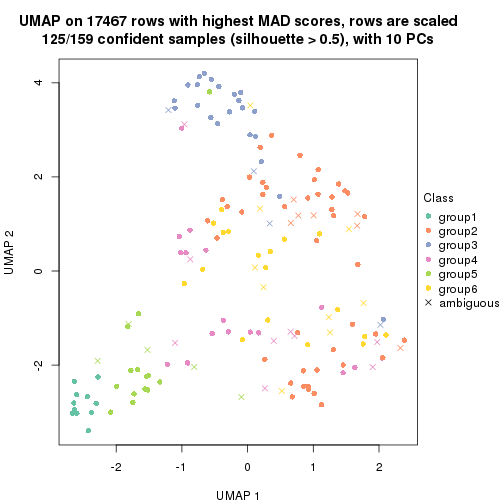 UMAP on 17467 rows with highest MAD scores, rows are scaled
125/159 confident samples (silhouette > 0.5), with 10 PCs
4
2
0
-2
UMAP 2
-2
-1
0
1
2
UMAP 1
Class
group1
group2
group3
group4
group5
group6
ambiguous